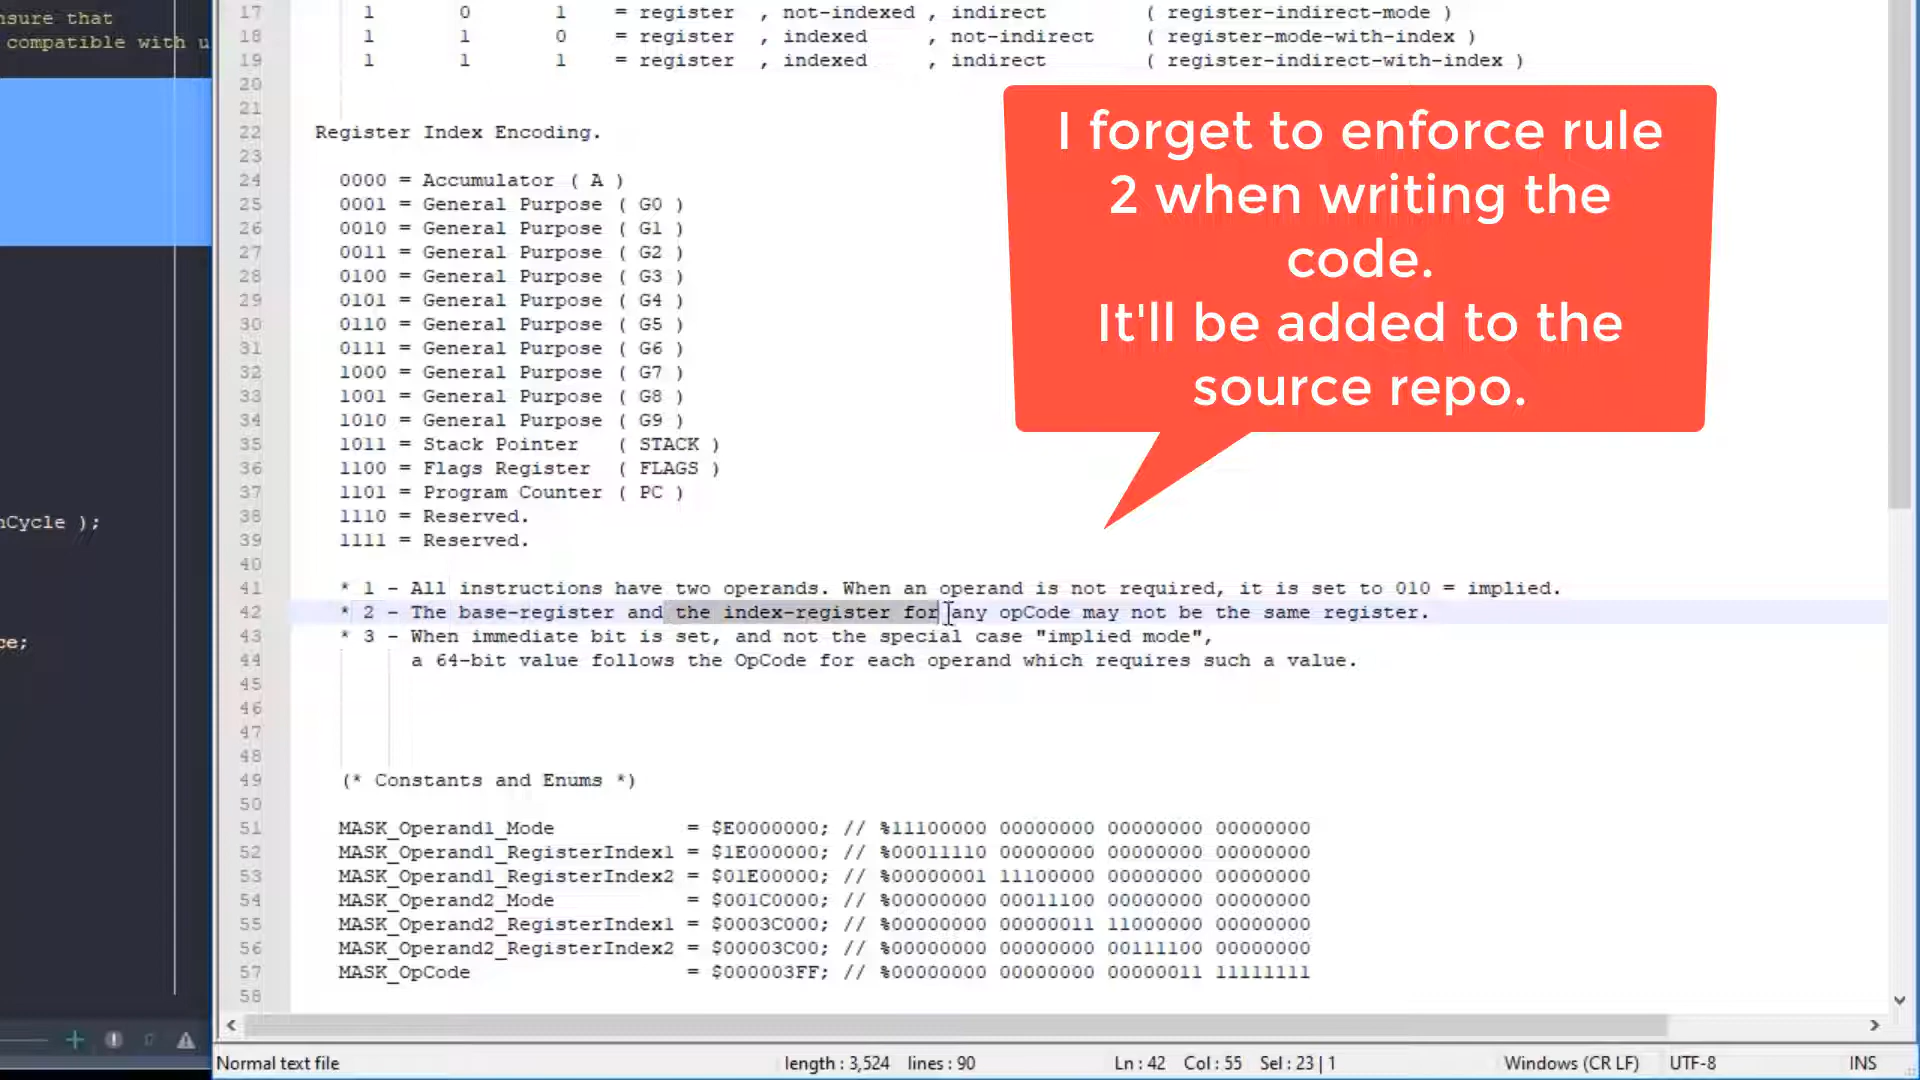 nsure that
compatible with u
nCycle );
ce;
17 1 0 1 = register , not-indexed , indirect ( register-indirect-mode )
18 1 1 0 = register , indexed , not-indirect ( register-mode-with-index )
19 1 1 1 = register , indexed , indirect ( register-indirect-with-index )
20
21
22 Register Index Encoding.
23
24 0000 = Accumulator ( A )
25 0001 = General Purpose ( G0 )
26 0010 = General Purpose ( G1 )
27 0011 = General Purpose ( G2 )
28 0100 = General Purpose ( G3 )
29 0101 = General Purpose ( G4 )
30 0110 = General Purpose ( G5 )
31 0111 = General Purpose ( G6 )
32 1000 = General Purpose ( G7 )
33 1001 = General Purpose ( G8 )
34 1010 = General Purpose ( G9 )
35 1011 = Stack Pointer ( STACK )
36 1100 = Flags Register ( FLAGS )
37 1101 = Program Counter ( PC )
38 1110 = Reserved.
39 1111 = Reserved.
40
41 * 1 - All instructions have two operands. When an operand is not required, it is set to 010 = implied.
42 * 2 - The base-register and the index-register for any opCode may not be the same register.
43 * 3 - When immediate bit is set, and not the special case "implied mode",
44 a 64-bit value follows the OpCode for each operand which requires such a value.
45
46
47
48
49 (* Constants and Enums *)
50
51 MASK_Operand1_Mode = $E0000000; // %11100000 00000000 00000000 00000000
52 MASK_Operand1_RegisterIndex1 = $1E000000; // %00011110 00000000 00000000 00000000
53 MASK_Operand1_RegisterIndex2 = $01E00000; // %00000001 11100000 00000000 00000000
54 MASK_Operand2_Mode = $001C0000; // %00000000 00011100 00000000 00000000
55 MASK_Operand2_RegisterIndex1 = $0003C000; // %00000000 00000011 11000000 00000000
56 MASK_Operand2_RegisterIndex2 = $00003C00; // %00000000 00000000 00111100 00000000
57 MASK_OpCode = $000003FF; // %00000000 00000000 00000011 11111111
58
I forget to enforce rule
2 when writing the
code.
It'll be added to the
source repo.
Normal text file length : 3,524 lines : 90 Ln : 42 Col : 55 Sel : 23 | 1 Windows (CR LF) UTF-8 INS